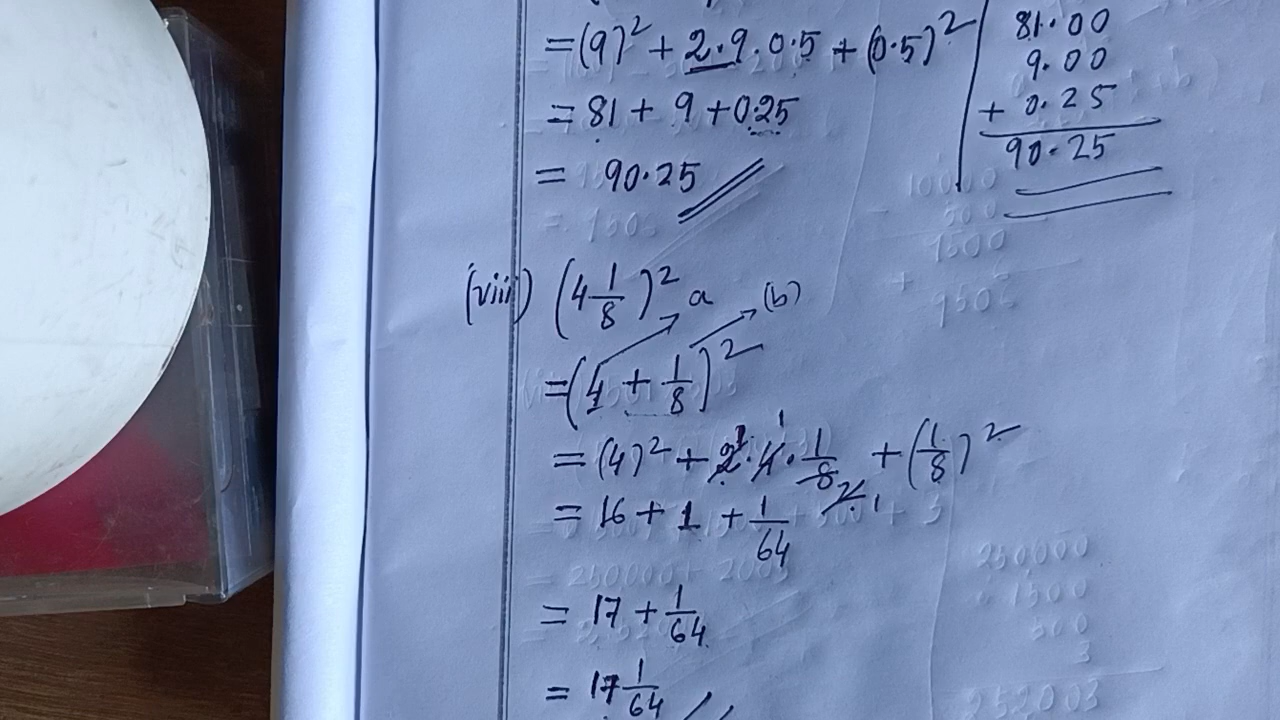 = (9)² + 2.9.0.5 + (0.5)²
= 81 + 9 + 0.25
= 90.25
81.00
9.00
+ 0.25
90.25
(viii) (4 1/8)² a (b)
= (4 + 1/8)²
= (4)² + 2.4.1/8 + (1/8)²
= 16 + 1 + 1/64
= 17 + 1/64
= 17 1/64